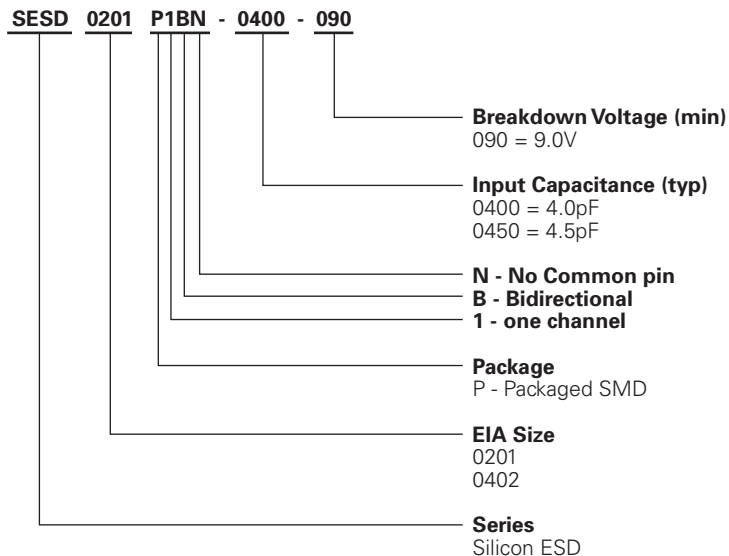 SESD 0201 P1BN - 0400 - 090
Breakdown Voltage (min)
090 = 9.0V
Input Capacitance (typ)
0400 = 4.0pF
0450 = 4.5pF
N - No Common pin
B - Bidirectional
1 - one channel
Package
P - Packaged SMD
EIA Size
0201
0402
Series
Silicon ESD